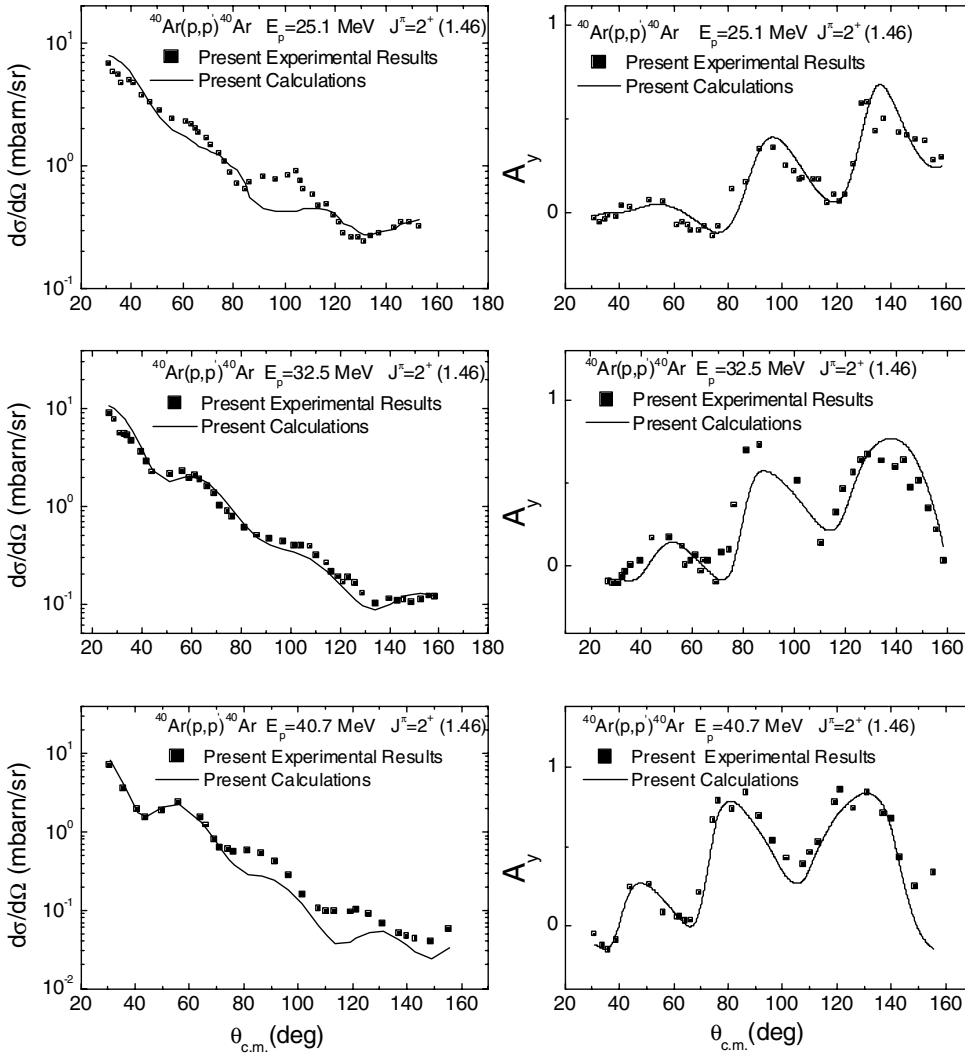 ⁴⁰Ar(p,p')⁴⁰Ar E_p=25.1 MeV J^π=2⁺ (1.46)
Present Experimental Results
Present Calculations
dσ/dΩ (mbarn/sr)
10¹
10⁰
10⁻¹
20 40 60 80 100 120 140 160 180
⁴⁰Ar(p,p')⁴⁰Ar E_p=25.1 MeV J^π=2⁺ (1.46)
Present Experimental Results
Present Calculations
A_y
1
0
20 40 60 80 100 120 140 160
⁴⁰Ar(p,p')⁴⁰Ar E_p=32.5 MeV J^π=2⁺ (1.46)
Present Experimental Results
Present Calculations
dσ/dΩ (mbarn/sr)
10¹
10⁰
10⁻¹
20 40 60 80 100 120 140 160 180
⁴⁰Ar(p,p')⁴⁰Ar E_p=32.5 MeV J^π=2⁺ (1.46)
Present Experimental Results
Present Calculations
A_y
1
0
20 40 60 80 100 120 140 160
⁴⁰Ar(p,p')⁴⁰Ar E_p=40.7 MeV J^π=2⁺ (1.46)
Present Experimental Results
Present Calculations
dσ/dΩ (mbarn/sr)
10¹
10⁰
10⁻¹
10⁻²
20 40 60 80 100 120 140 160
θ_c.m.(deg)
⁴⁰Ar(p,p')⁴⁰Ar E_p=40.7 MeV J^π=2⁺ (1.46)
Present Experimental Results
Present Calculations
A_y
1
0
20 40 60 80 100 120 140 160
θ_c.m.(deg)